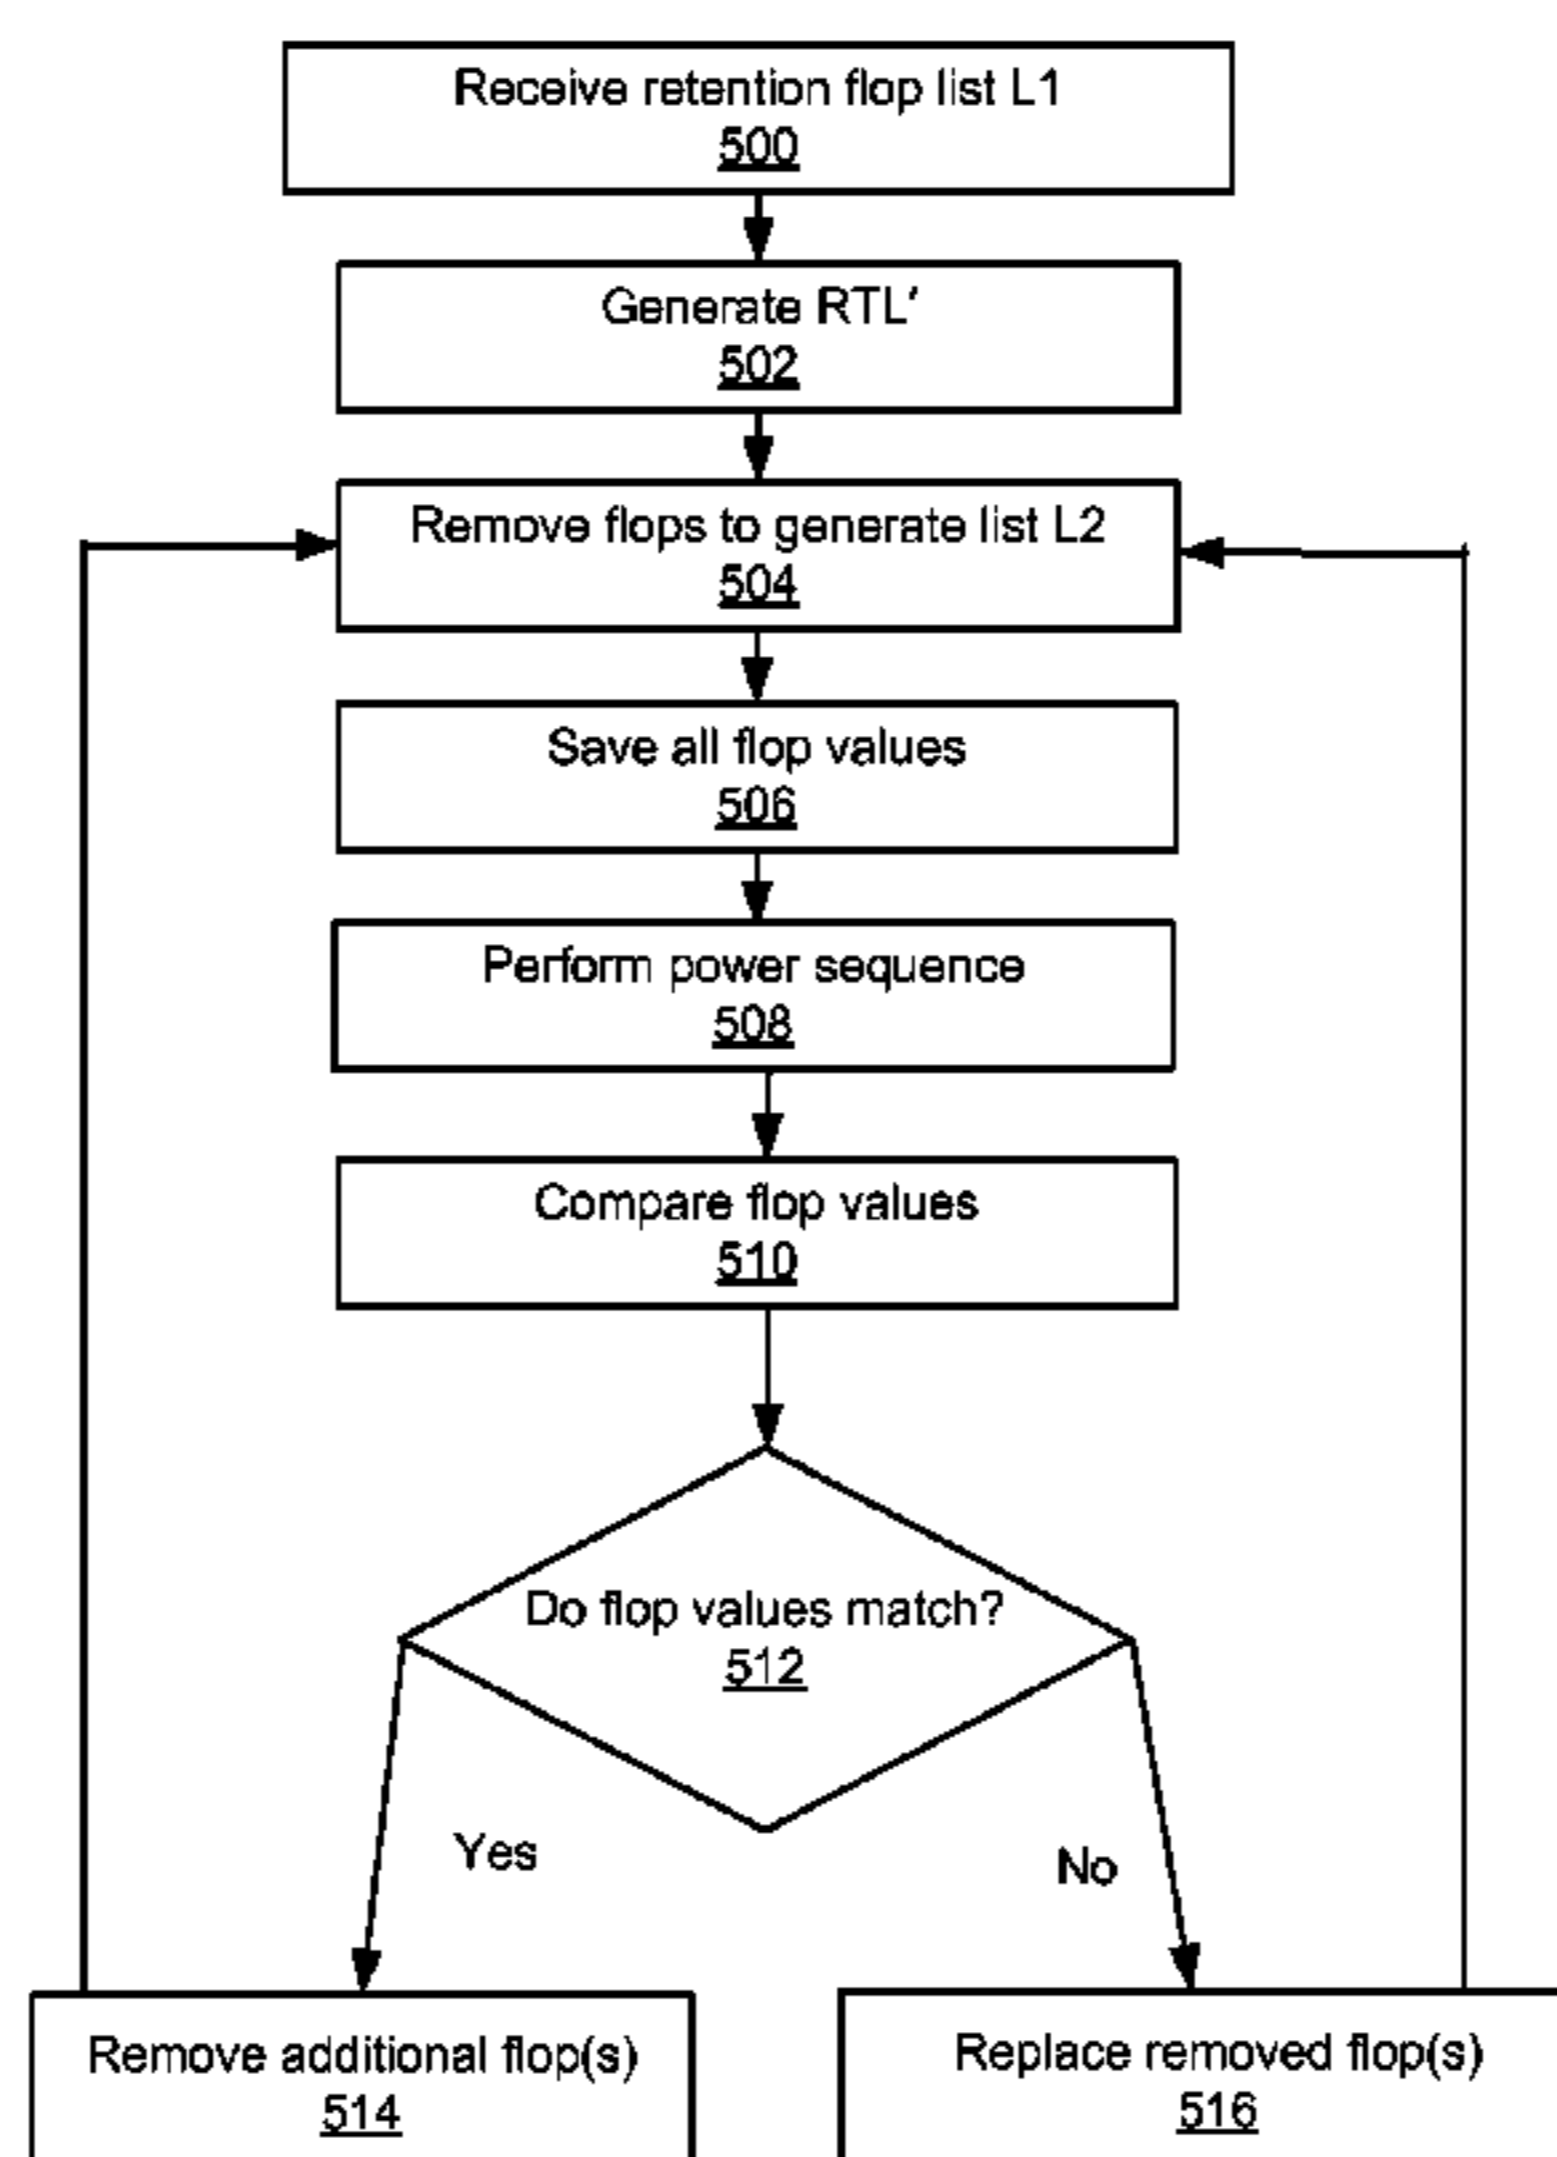 Receive retention flop list L1
500
Generate RTL'
502
Remove flops to generate list L2
504
Save all flop values
506
Perform power sequence
508
Compare flop values
510
Do flop values match?
512
Yes
No
Remove additional flop(s)
514
Replace removed flop(s)
516